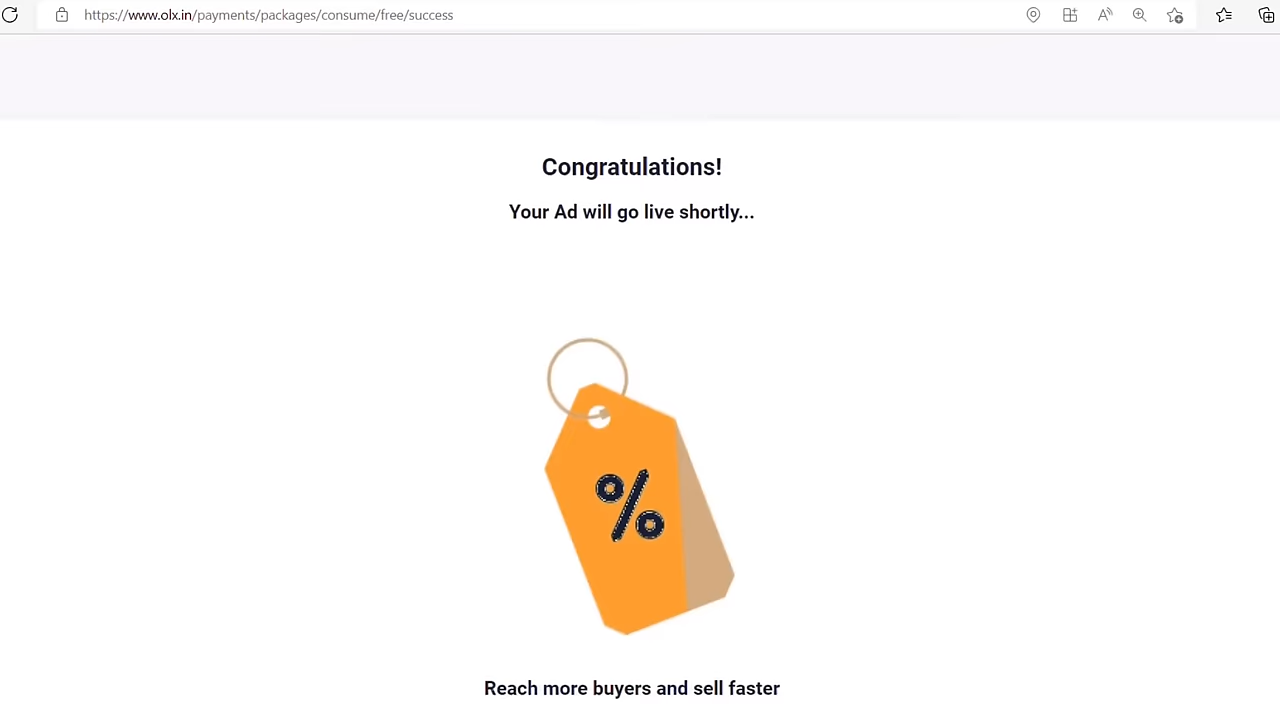 https://www.olx.in/payments/packages/consume/free/success
Congratulations!
Your Ad will go live shortly...
%
Reach more buyers and sell faster